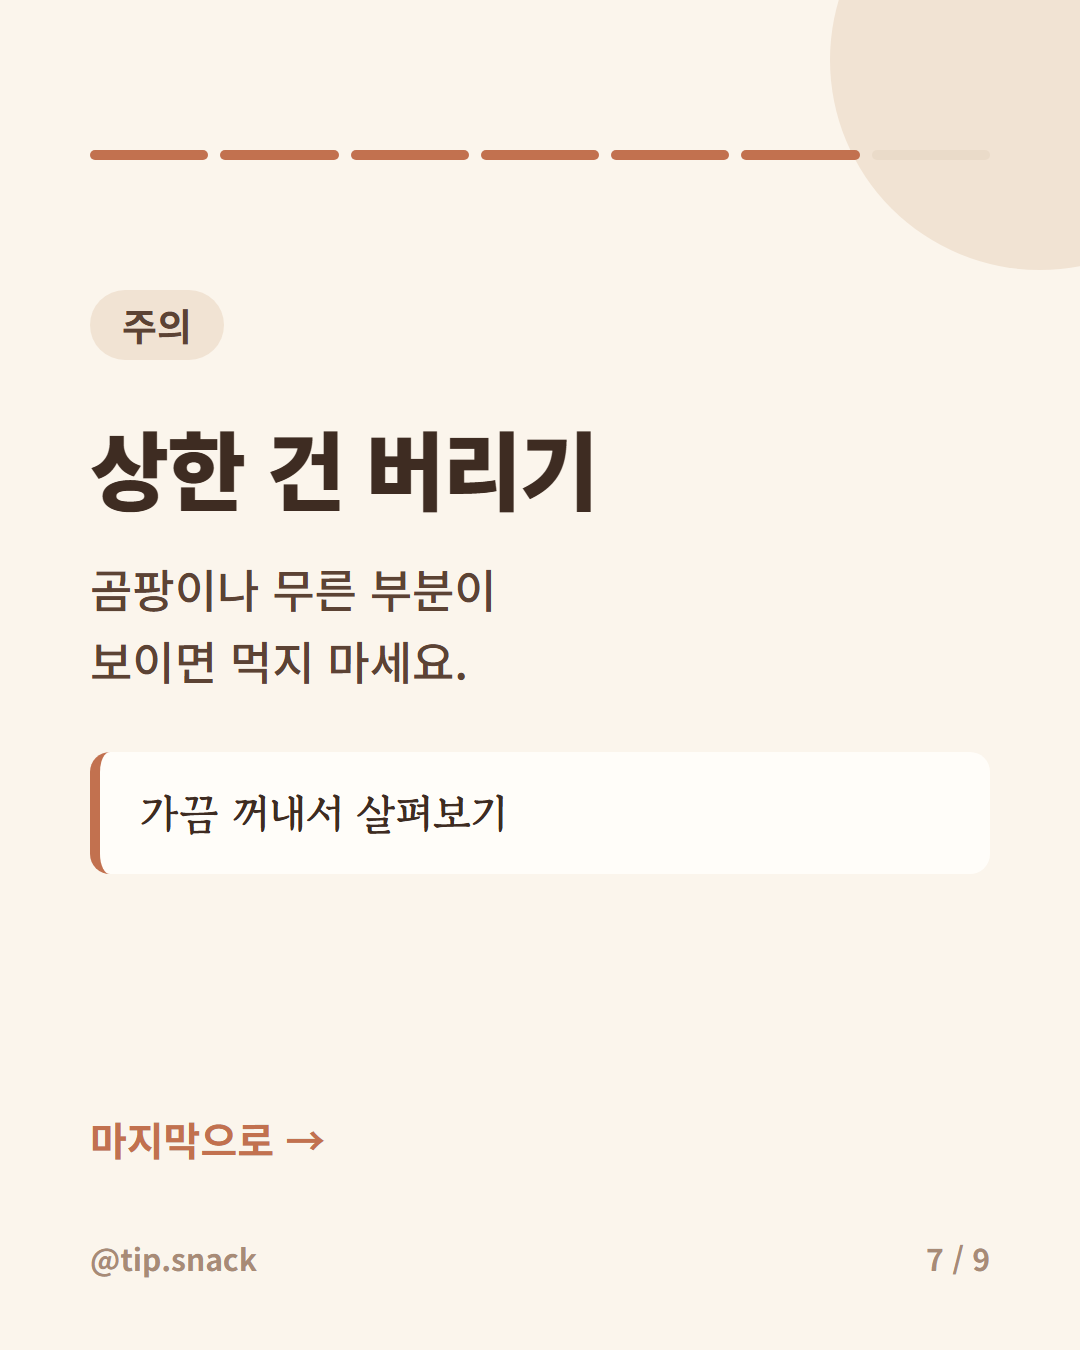 주의
상한 건 버리기
곰팡이나 무른 부분이
보이면 먹지 마세요.
가끔 꺼내서 살펴보기
마지막으로 →
@tip.snack
7 / 9